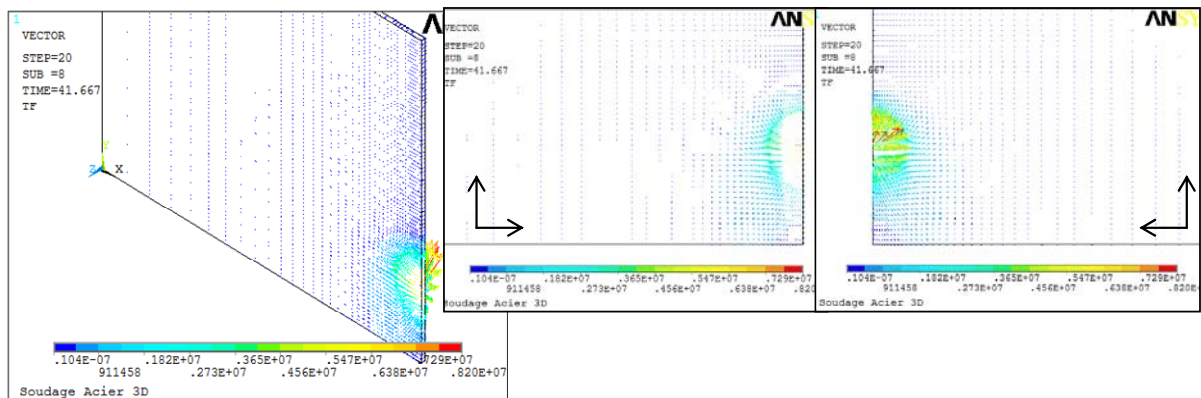 1
VECTOR
STEP=20
SUB =8
TIME=41.667
TF
Y
Z X
.104E-07 .182E+07 .365E+07 .547E+07 .729E+07
911458 .273E+07 .456E+07 .638E+07 .820E+07
Soudage Acier 3D
ANS
VECTOR
STEP=20
SUB =8
TIME=41.667
TF
.104E-07 .182E+07 .365E+07 .547E+07 .729E+0
911458 .273E+07 .456E+07 .638E+07 .820
Soudage Acier 3D
ANSY
VECTOR
STEP=20
SUB =8
TIME=41.667
TF
.104E-07 .182E+07 .365E+07 .547E+07 .729E+07
911458 .273E+07 .456E+07 .638E+07 .820E
Soudage Acier 3D